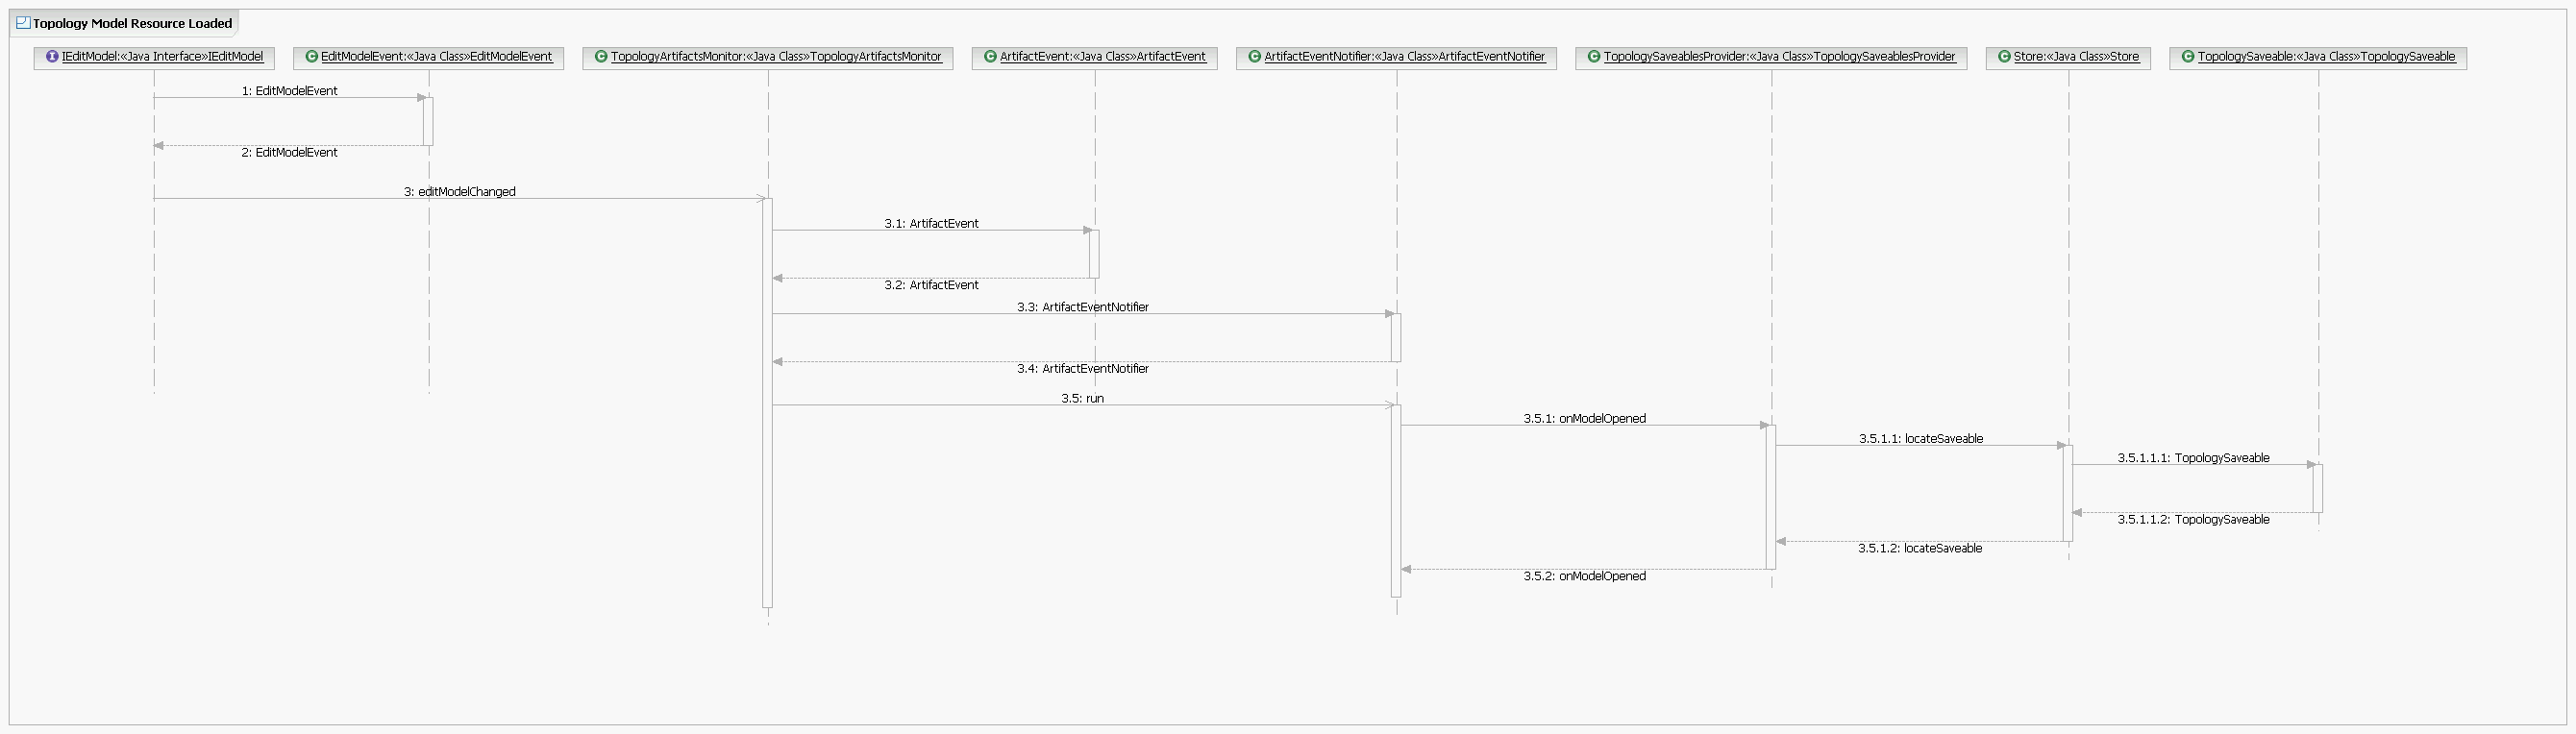 Topology Model Resource Loaded
IEditModel:«Java Interface»IEditModel
EditModelEvent:«Java Class»EditModelEvent
TopologyArtifactsMonitor:«Java Class»TopologyArtifactsMonitor
ArtifactEvent:«Java Class»ArtifactEvent
ArtifactEventNotifier:«Java Class»ArtifactEventNotifier
TopologySaveablesProvider:«Java Class»TopologySaveablesProvider
Store:«Java Class»Store
TopologySaveable:«Java Class»TopologySaveable
1: EditModelEvent
2: EditModelEvent
3: editModelChanged
3.1: ArtifactEvent
3.2: ArtifactEvent
3.3: ArtifactEventNotifier
3.4: ArtifactEventNotifier
3.5: run
3.5.1: onModelOpened
3.5.1.1: locateSaveable
3.5.1.1.1: TopologySaveable
3.5.1.1.2: TopologySaveable
3.5.1.2: locateSaveable
3.5.2: onModelOpened